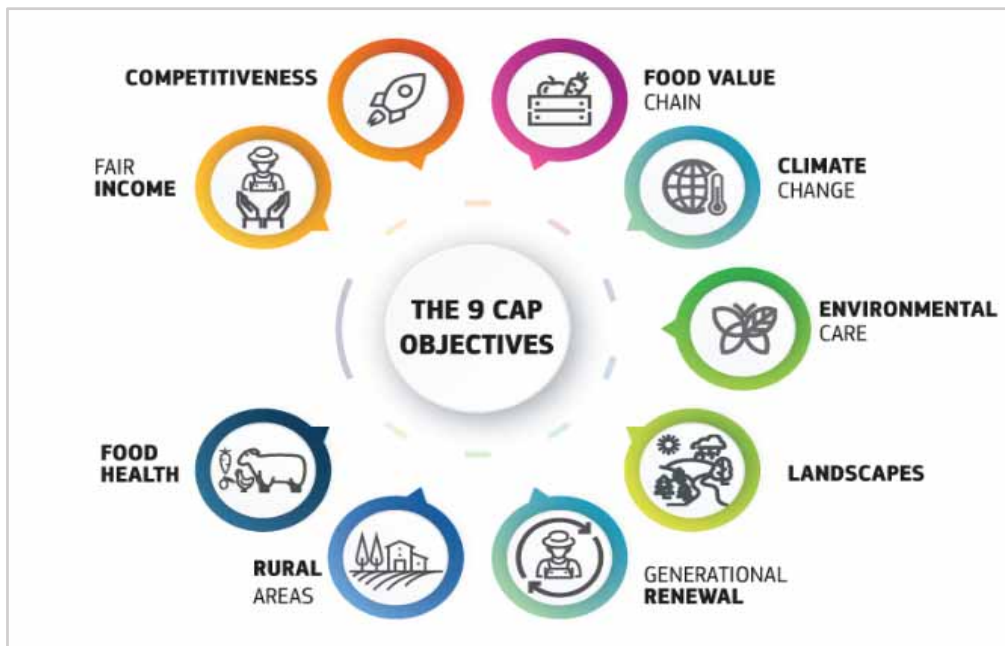 COMPETITIVENESS
FOOD VALUE
CHAIN
FAIR
INCOME
CLIMATE
CHANGE
THE 9 CAP
OBJECTIVES
ENVIRONMENTAL
CARE
FOOD
HEALTH
LANDSCAPES
RURAL
AREAS
GENERATIONAL
RENEWAL